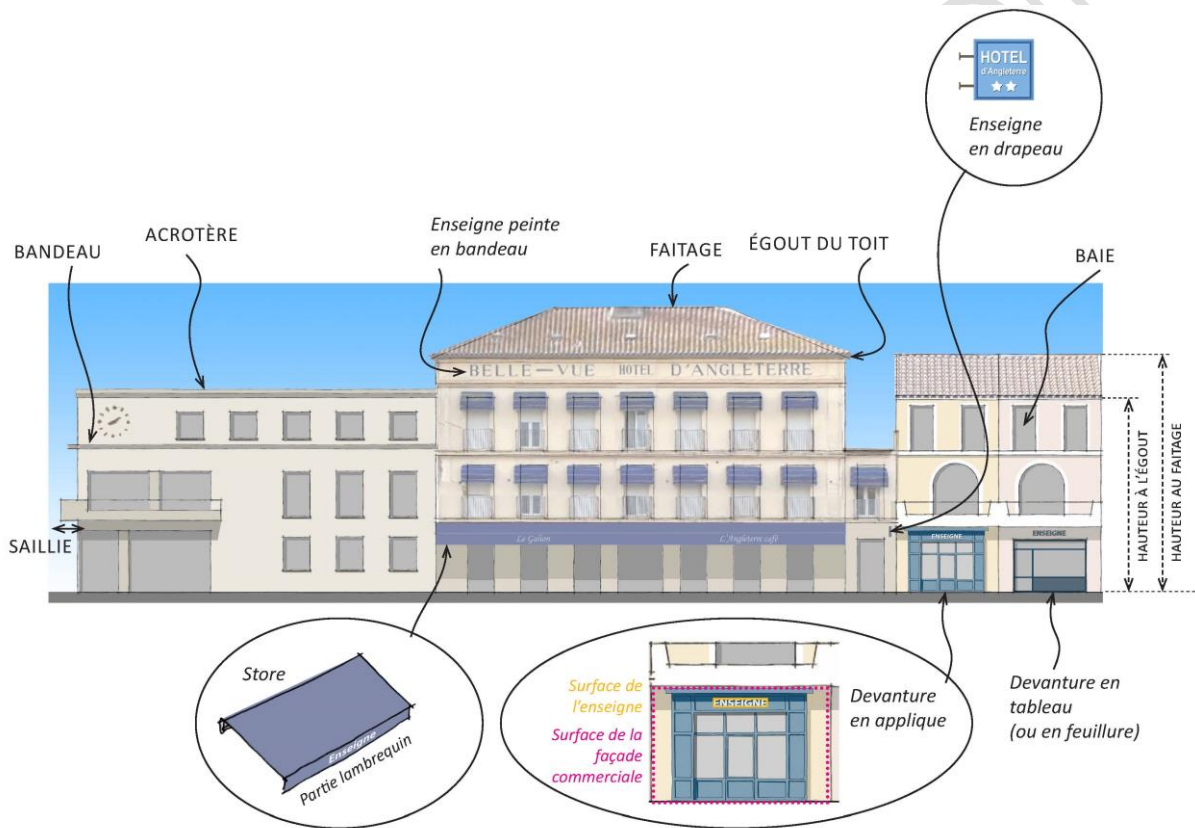 HOTEL
d'Angleterre
Enseigne
en drapeau
Enseigne peinte
en bandeau
ACROTÈRE
BANDEAU
FAITAGE
ÉGOUT DU TOIT
BAIE
BELLE—VUE HOTEL D'ANGLETERRE
HAUTEUR À L'ÉGOUT
HAUTEUR AU FAITAGE
SAILLIE
Le Galion
L'Angleterre café
ENSEIGNE
ENSEIGNE
Store
Enseigne
Partie lambrequin
Surface de
l'enseigne
Surface de la
façade
commerciale
ENSEIGNE
Devanture
en applique
Devanture en
tableau
(ou en feuillure)